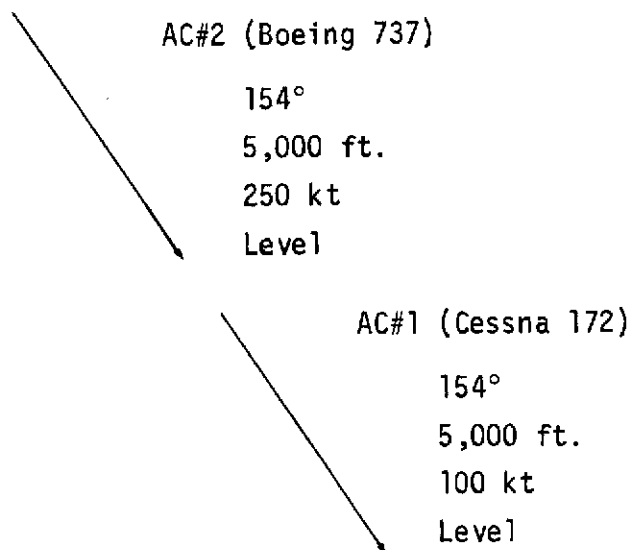 AC#2 (Boeing 737)
154°
5,000 ft.
250 kt
Level
AC#1 (Cessna 172)
154°
5,000 ft.
100 kt
Level